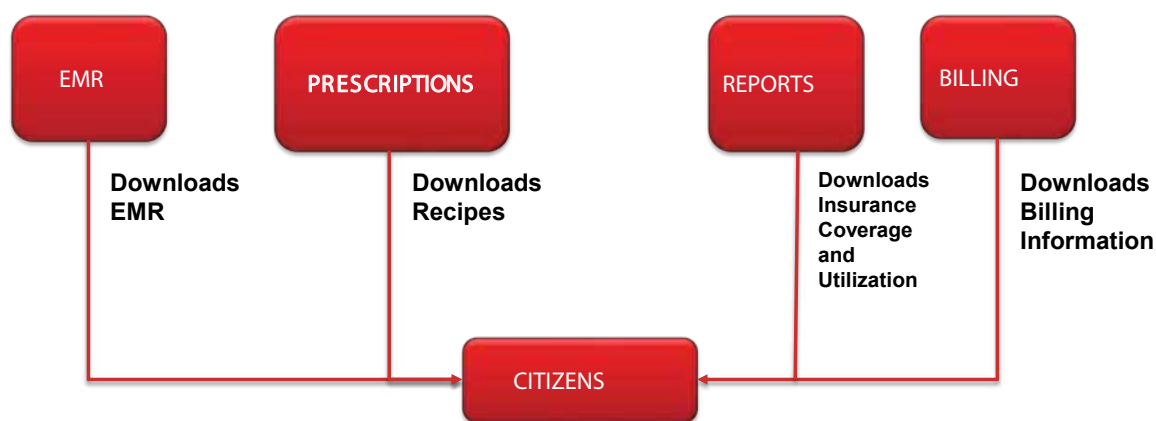 EMR
PRESCRIPTIONS
REPORTS
BILLING
Downloads
EMR
Downloads
Recipes
Downloads
Insurance
Coverage
and
Utilization
Downloads
Billing
Information
CITIZENS